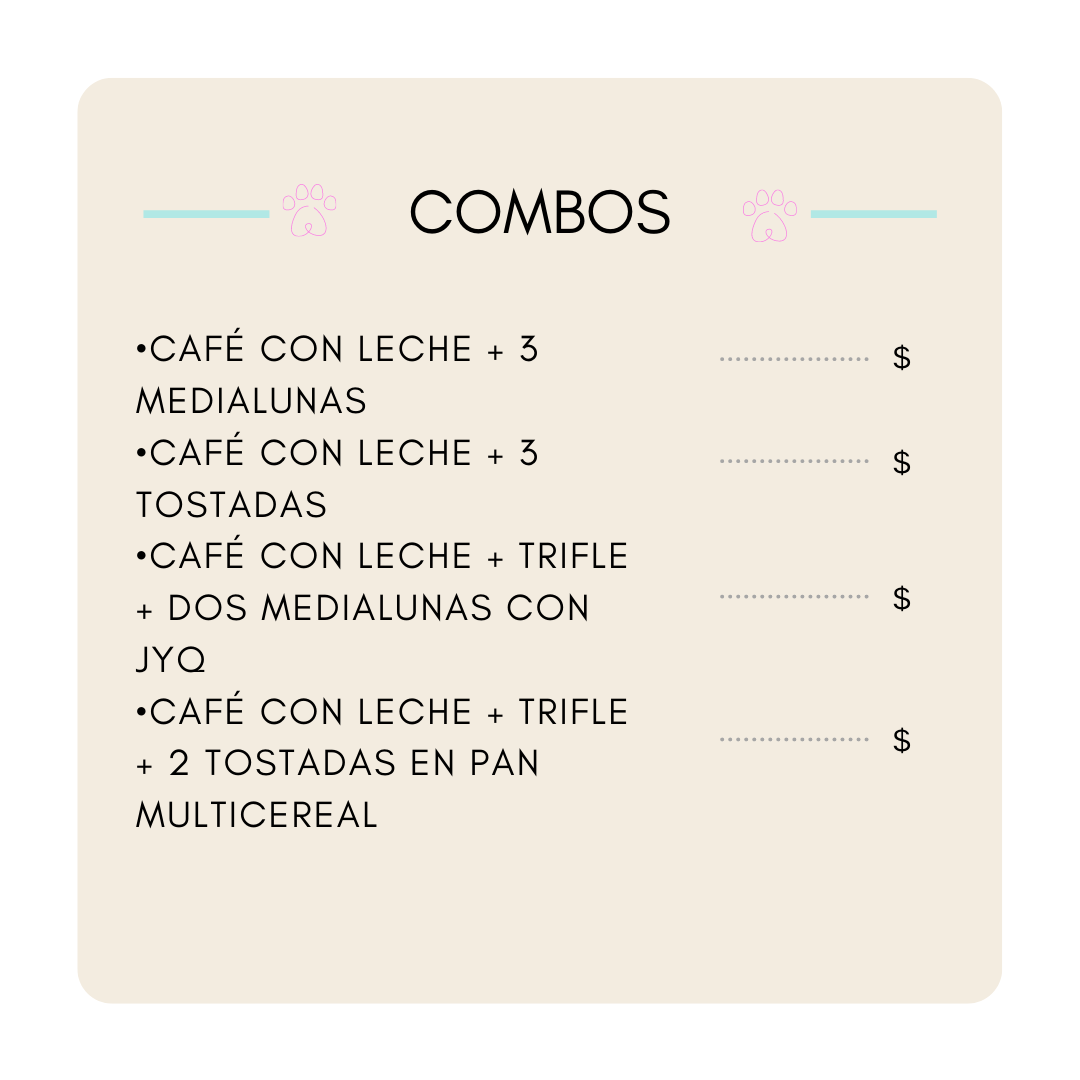 COMBOS
•CAFÉ CON LECHE + 3 ................... $
MEDIALUNAS
•CAFÉ CON LECHE + 3 ................... $
TOSTADAS
•CAFÉ CON LECHE + TRIFLE
+ DOS MEDIALUNAS CON ................... $
JYQ
•CAFÉ CON LECHE + TRIFLE
+ 2 TOSTADAS EN PAN ................... $
MULTICEREAL